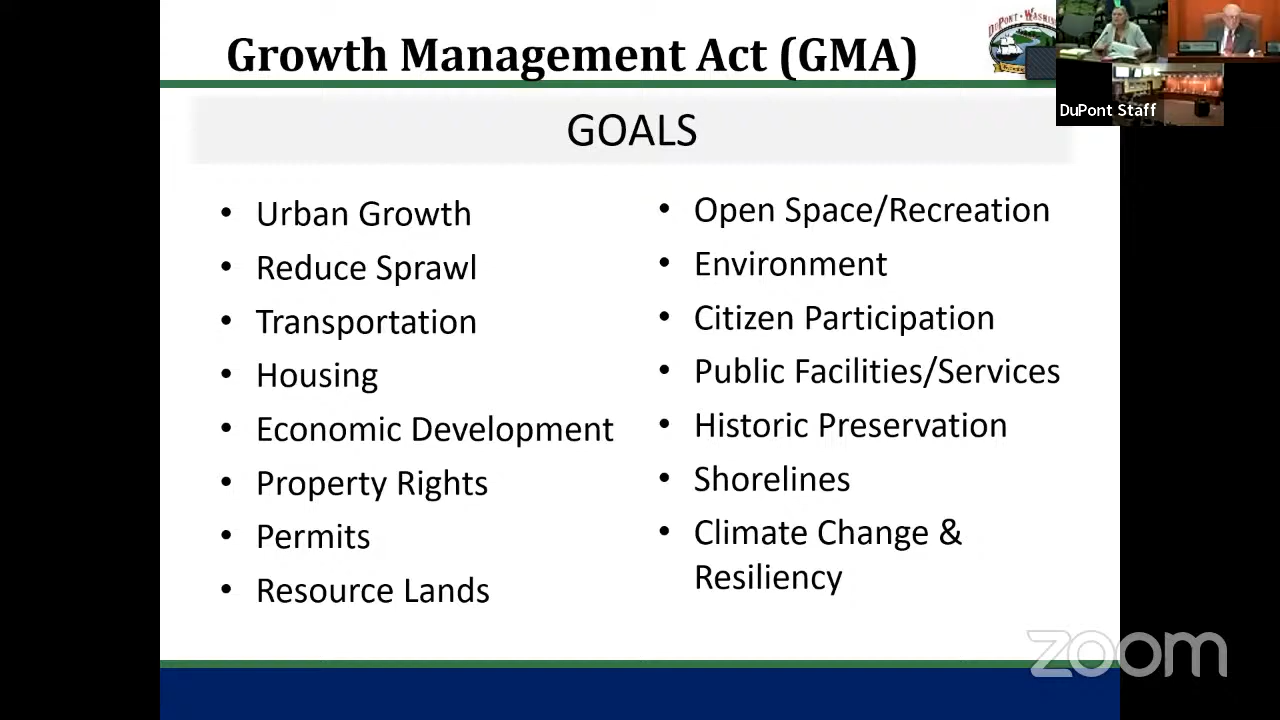 Growth Management Act (GMA)
GOALS
• Urban Growth
• Reduce Sprawl
• Transportation
• Housing
• Economic Development
• Property Rights
• Permits
• Resource Lands
• Open Space/Recreation
• Environment
• Citizen Participation
• Public Facilities/Services
• Historic Preservation
• Shorelines
• Climate Change &
Resiliency
DuPont Staff
zoom